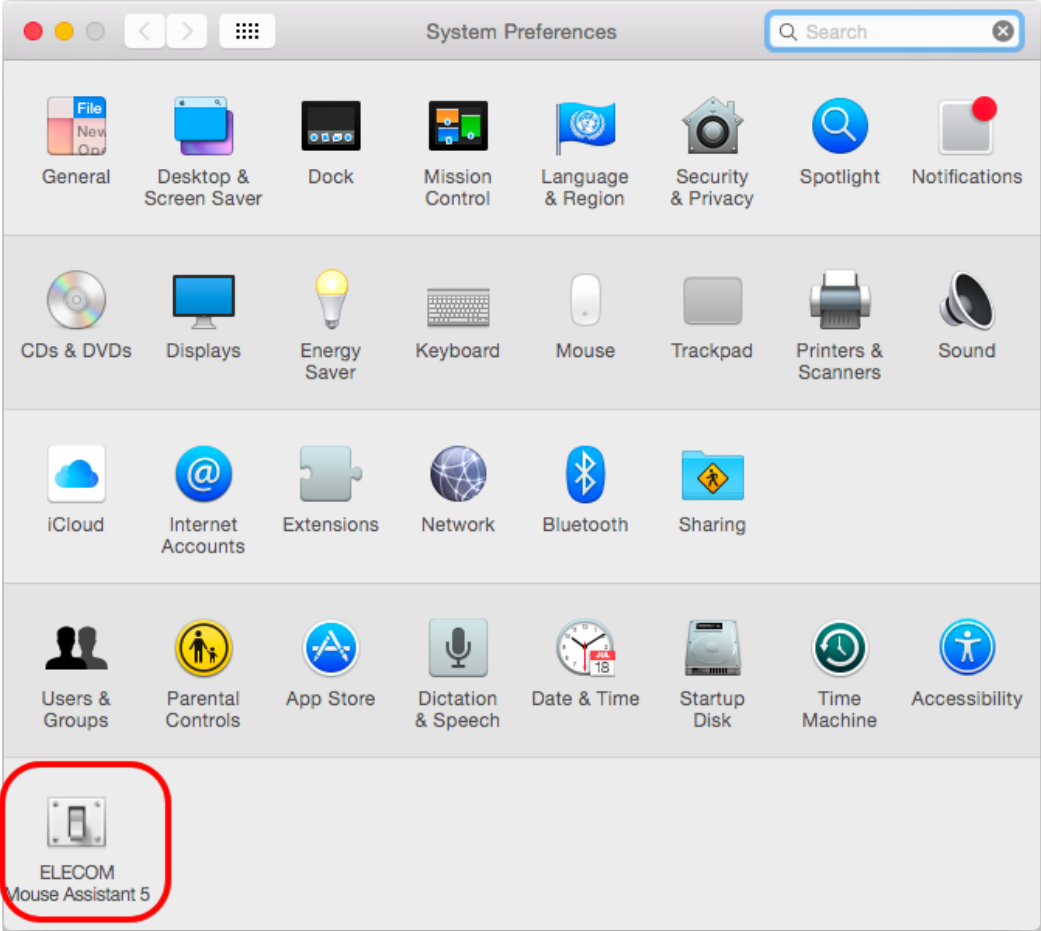 System Preferences
Search
File
New
Ope
General
Desktop &
Screen Saver
Dock
Mission
Control
Language
& Region
Security
& Privacy
Spotlight
Notifications
CDs & DVDs
Displays
Energy
Saver
Keyboard
Mouse
Trackpad
Printers &
Scanners
Sound
iCloud
@
Internet
Accounts
Extensions
Network
Bluetooth
Sharing
Users &
Groups
Parental
Controls
App Store
Dictation
& Speech
JUL
18
Date & Time
Startup
Disk
Time
Machine
Accessibility
ELECOM
Mouse Assistant 5